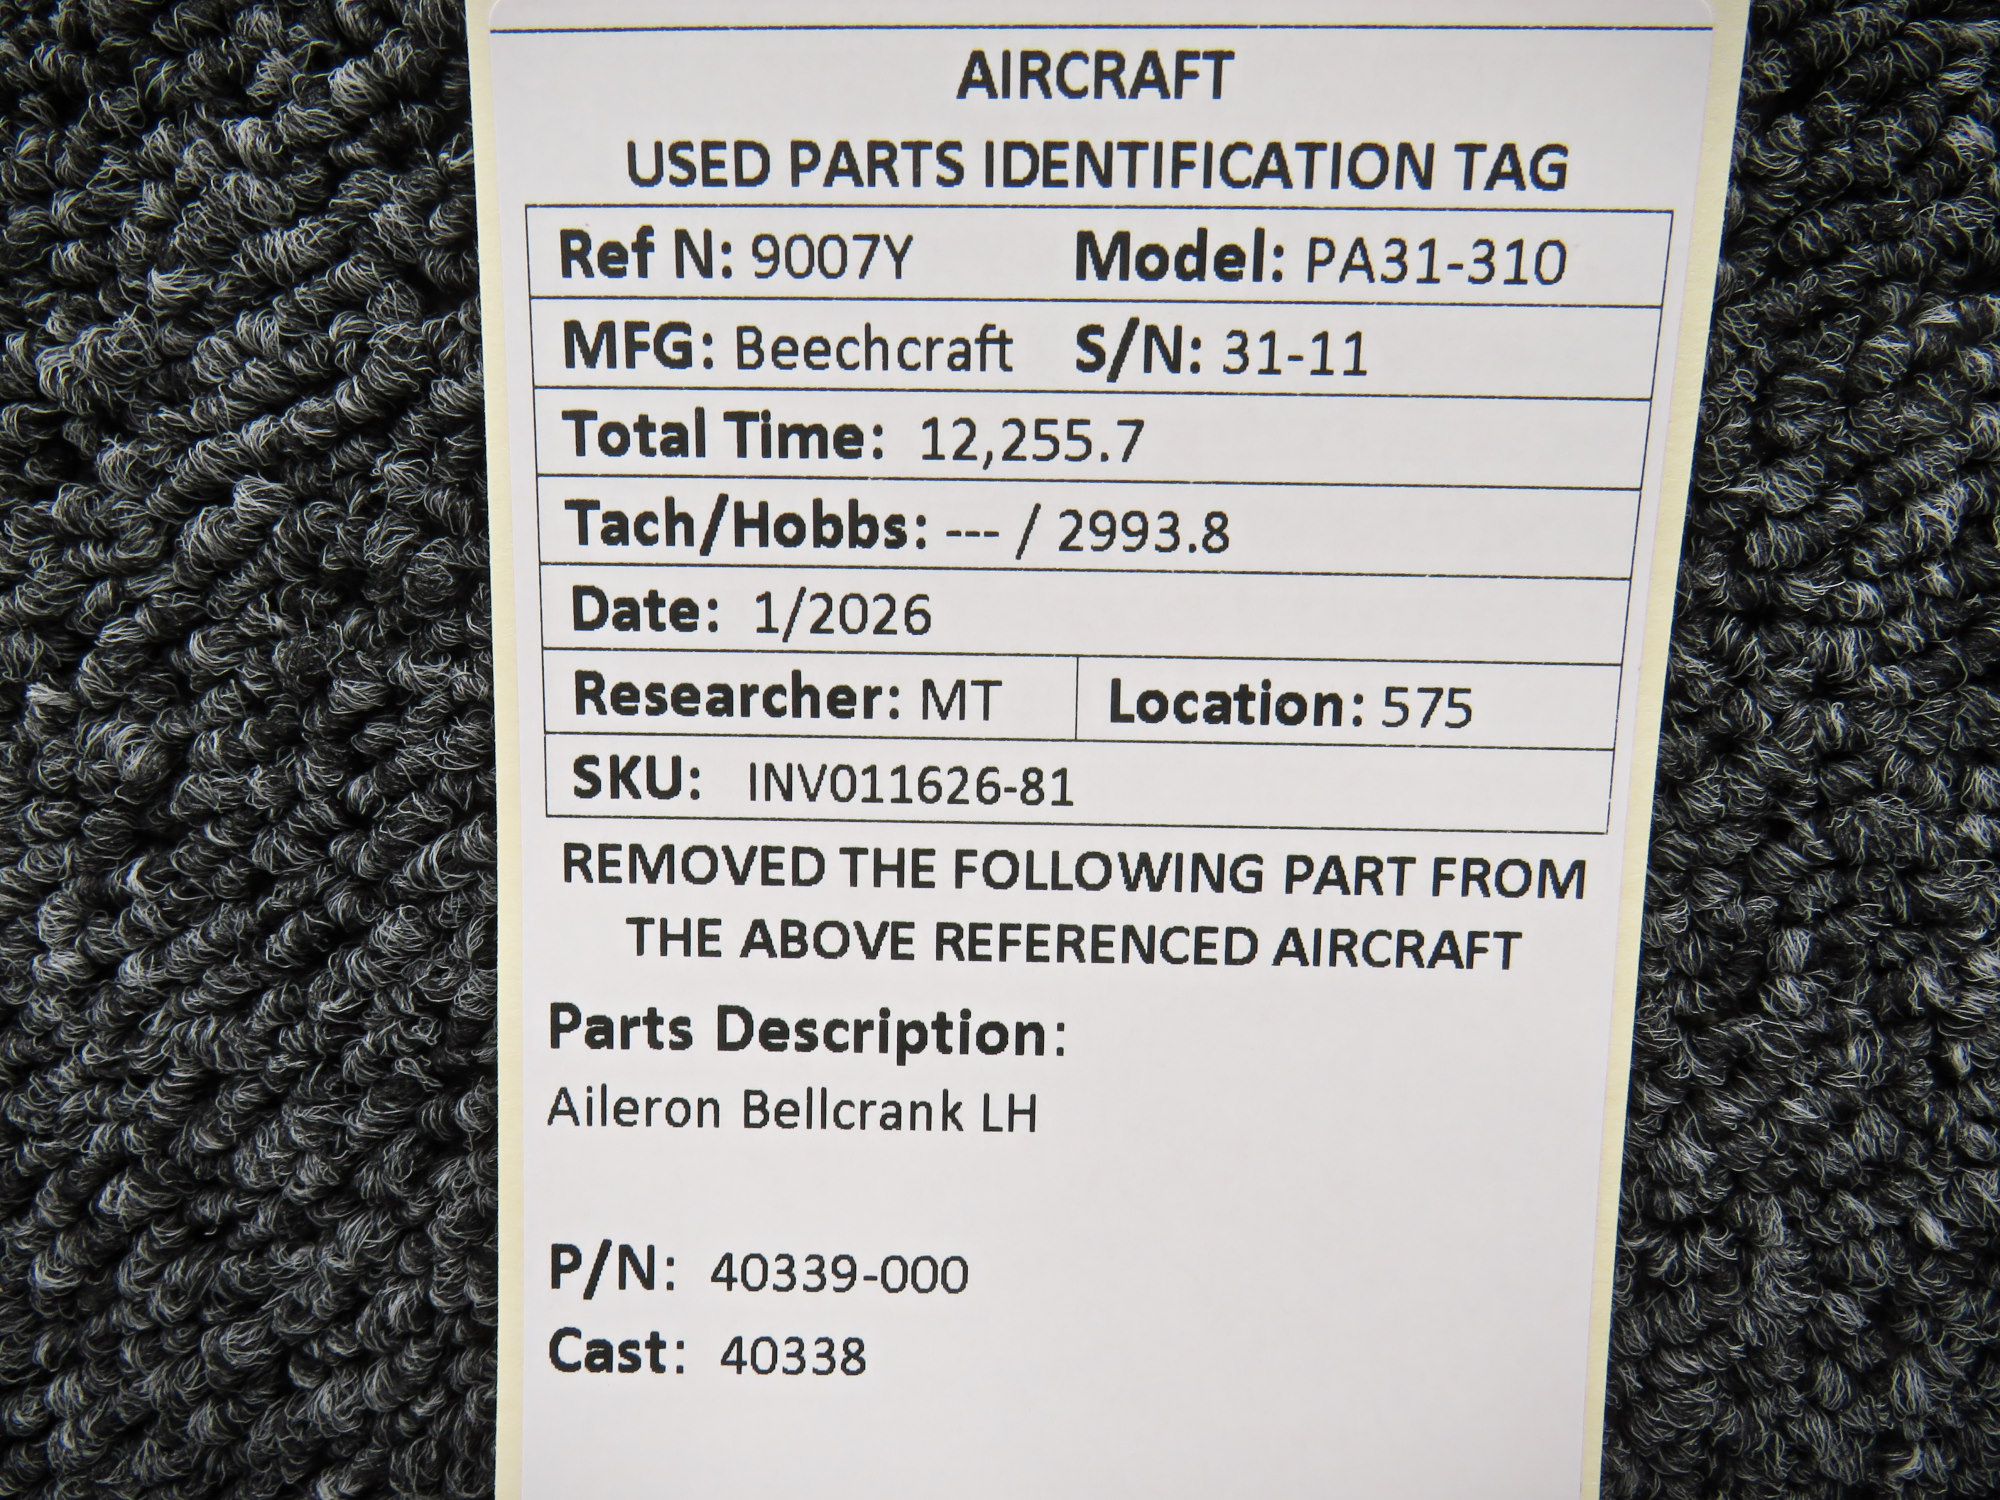 AIRCRAFT
USED PARTS IDENTIFICATION TAG
Ref N: 9007Y Model: PA31-310
MFG: Beechcraft S/N: 31-11
Total Time: 12,255.7
Tach/Hobbs: --- / 2993.8
Date: 1/2026
Researcher: MT Location: 575
SKU: INV011626-81
REMOVED THE FOLLOWING PART FROM
THE ABOVE REFERENCED AIRCRAFT
Parts Description:
Aileron Bellcrank LH
P/N: 40339-000
Cast: 40338